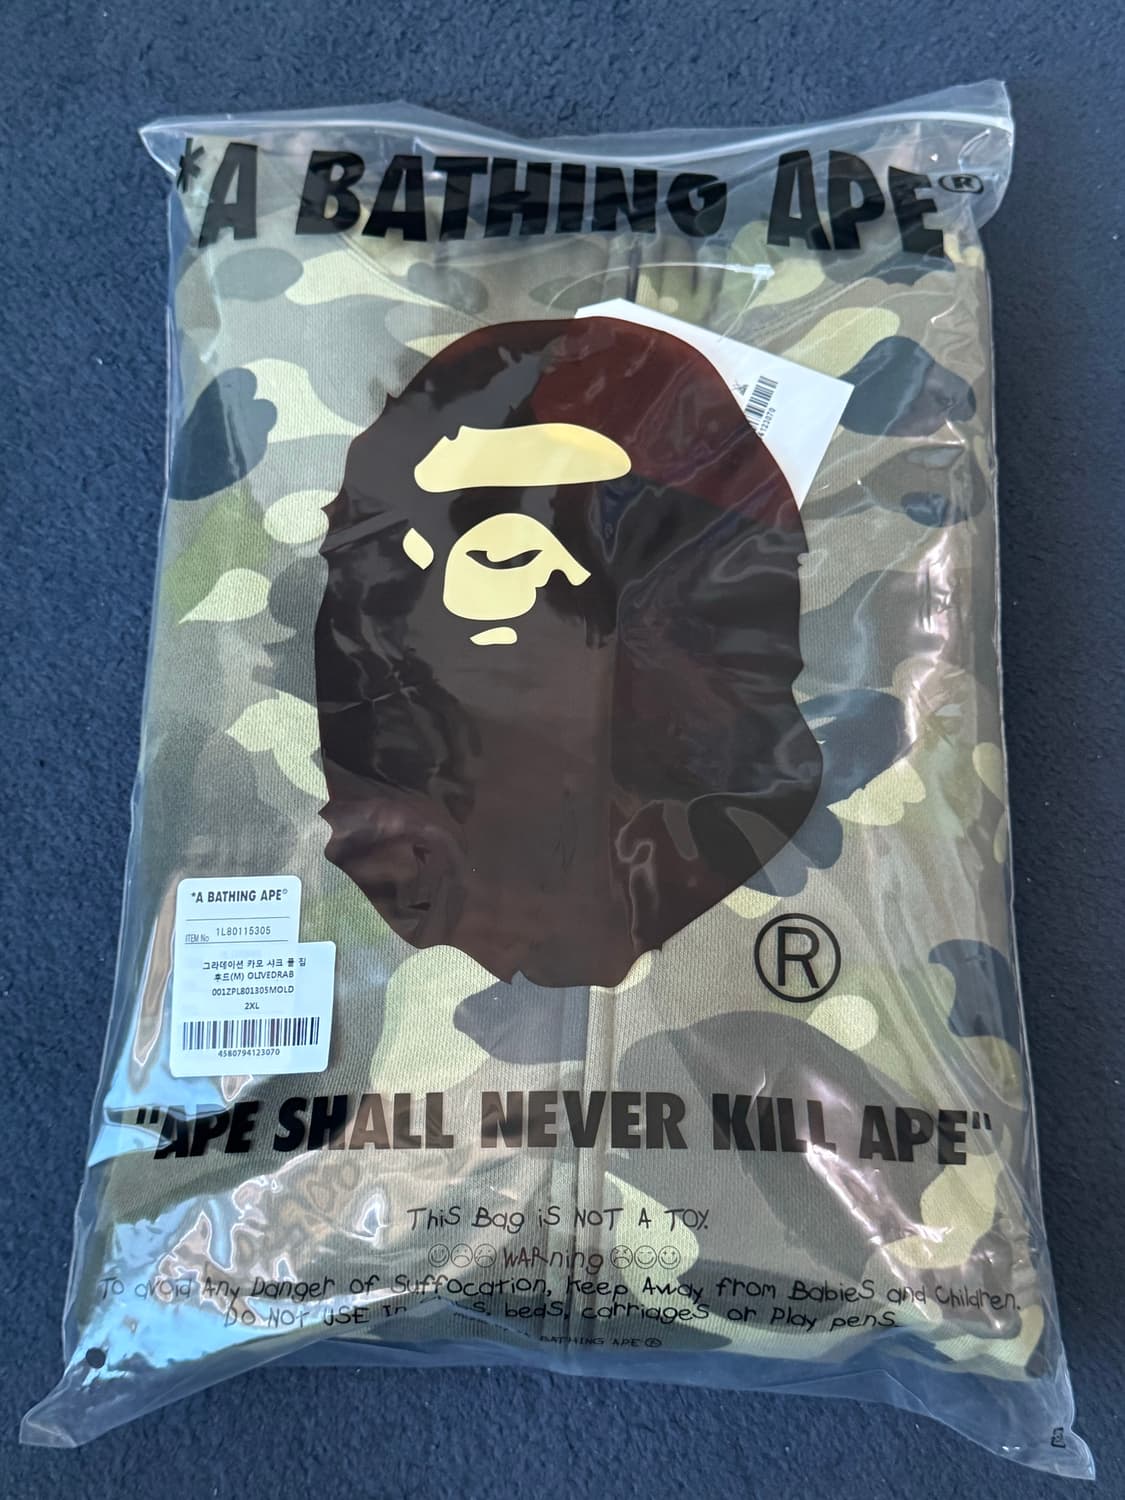 *A BATHING APE®
4123070
*A BATHING APE®
ITEM No. 1L80115305
그라데이션 카모 샤크 풀 집
후드(M) OLIVEDRAB
001ZPL801305MOLD
2XL
4580794123070
®
"APE SHALL NEVER KILL APE"
THiS Bag iS NOT A TOY.
WARning
To avoid Any Danger of Suffocation, Keep Away from Babies and Children.
DO NOT USE In beds, carriages or Play pens.
BATHING APE®